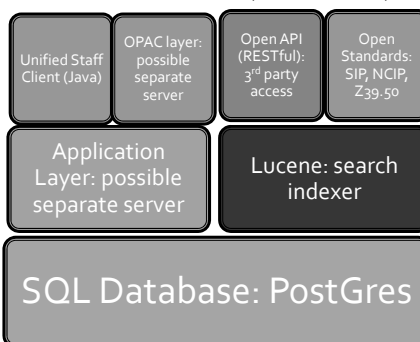 Unified Staff
Client (Java)
OPAC layer:
possible
separate
server
Open API
(RESTful):
3rd party
access
Open
Standards:
SIP, NCIP,
Z39.50
Application
Layer: possible
separate server
Lucene: search
indexer
SQL Database: PostGres